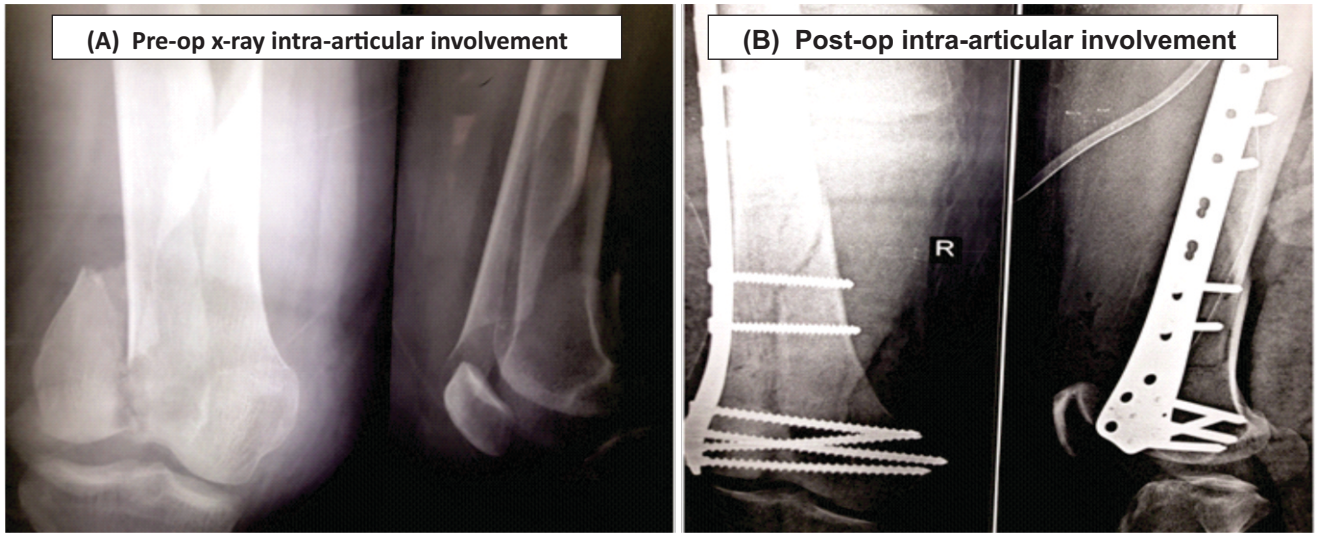 (A) Pre-op x-ray intra-articular involvement
(B) Post-op intra-articular involvement
R